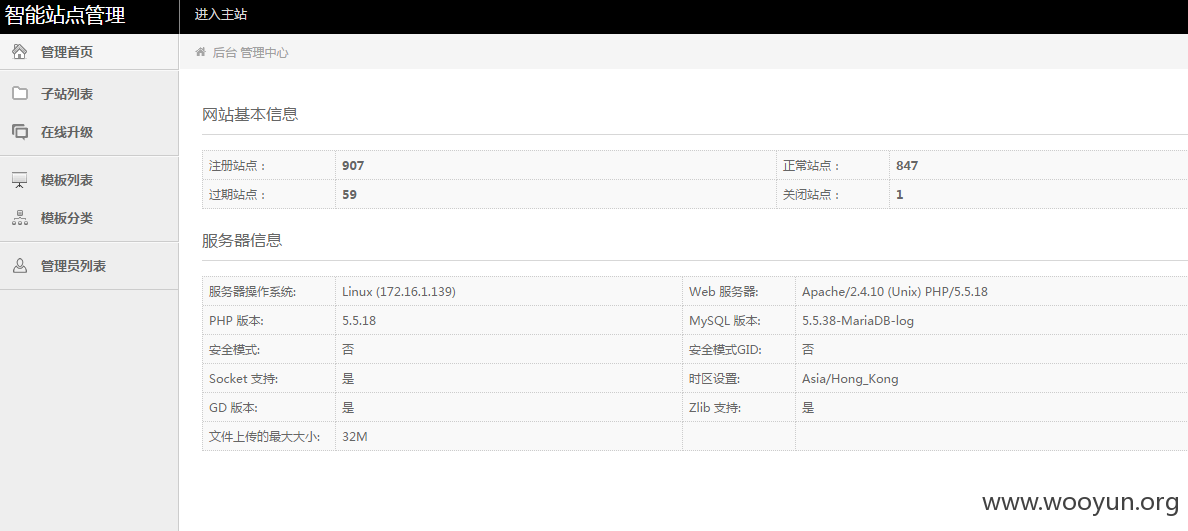 智能站点管理
进入主站
管理首页
后台 管理中心
子站列表
在线升级
模板列表
模板分类
管理员列表
网站基本信息
注册站点： 907 正常站点： 847
过期站点： 59 关闭站点： 1
服务器信息
服务器操作系统: Linux (172.16.1.139) Web 服务器: Apache/2.4.10 (Unix) PHP/5.5.18
PHP 版本: 5.5.18 MySQL 版本: 5.5.38-MariaDB-log
安全模式: 否 安全模式GID: 否
Socket 支持: 是 时区设置: Asia/Hong_Kong
GD 版本: 是 Zlib 支持: 是
文件上传的最大大小: 32M
www.wooyun.org